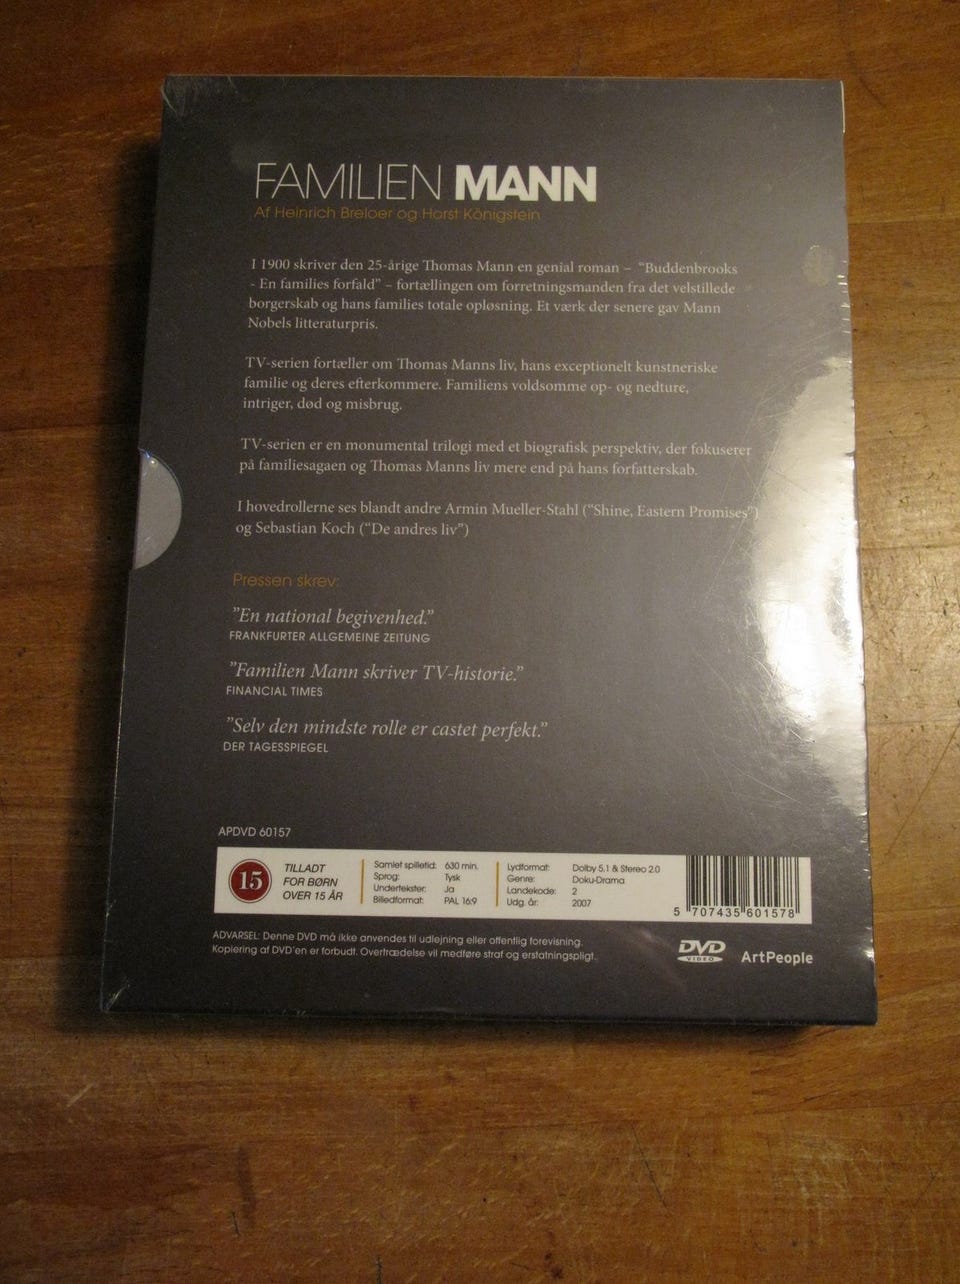 FAMILIEN MANN
Af Heinrich Breloer og Horst Königstein
I 1900 skriver den 25-årige Thomas Mann en genial roman – “Buddenbrooks
- En families forfald” – fortællingen om forretningsmanden fra det velstillede
borgerskab og hans families totale opløsning. Et værk der senere gav Mann
Nobels litteraturpris.
TV-serien fortæller om Thomas Manns liv, hans exceptionelt kunstneriske
familie og deres efterkommere. Familiens voldsomme op- og nedture,
intriger, død og misbrug.
TV-serien er en monumental trilogi med et biografisk perspektiv, der fokuserer
på familiesagaen og Thomas Manns liv mere end på hans forfatterskab.
I hovedrollerne ses blandt andre Armin Mueller-Stahl (“Shine, Eastern Promises”)
og Sebastian Koch (“De andres liv”)
Pressen skrev:
”En national begivenhed.”
FRANKFURTER ALLGEMEINE ZEITUNG
”Familien Mann skriver TV-historie.”
FINANCIAL TIMES
”Selv den mindste rolle er castet perfekt.”
DER TAGESSPIEGEL
APDVD 60157
15
TILLADT
FOR BØRN
OVER 15 ÅR
Samlet spilletid: 630 min.
Sprog: Tysk
Undertekster: Ja
Billedformat: PAL 16:9
Lydformat: Dolby 5,1 & Stereo 2.0
Genre: Doku-Drama
Landekode: 2
Udg. år: 2007
5 707435 601578
ADVARSEL: Denne DVD må ikke anvendes til udlejning eller offentlig forevisning.
Kopiering af DVD'en er forbudt. Overtrædelse vil medføre straf og erstatningspligt.
DVD
VIDEO
ArtPeople